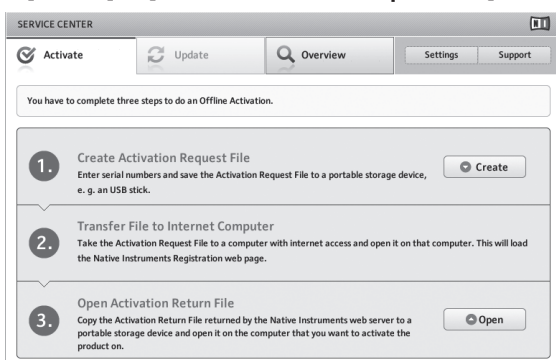 SERVICE CENTER
Activate
Update
Overview
Settings
Support
You have to complete three steps to do an Offline Activation.
1.
Create Activation Request File
Enter serial numbers and save the Activation Request File to a portable storage device,
e. g. an USB stick.
Create
2.
Transfer File to Internet Computer
Take the Activation Request File to a computer with internet access and open it on that computer. This will load
the Native Instruments Registration web page.
3.
Open Activation Return File
Copy the Activation Return File returned by the Native Instruments web server to a
portable storage device and open it on the computer that you want to activate the
product on.
Open